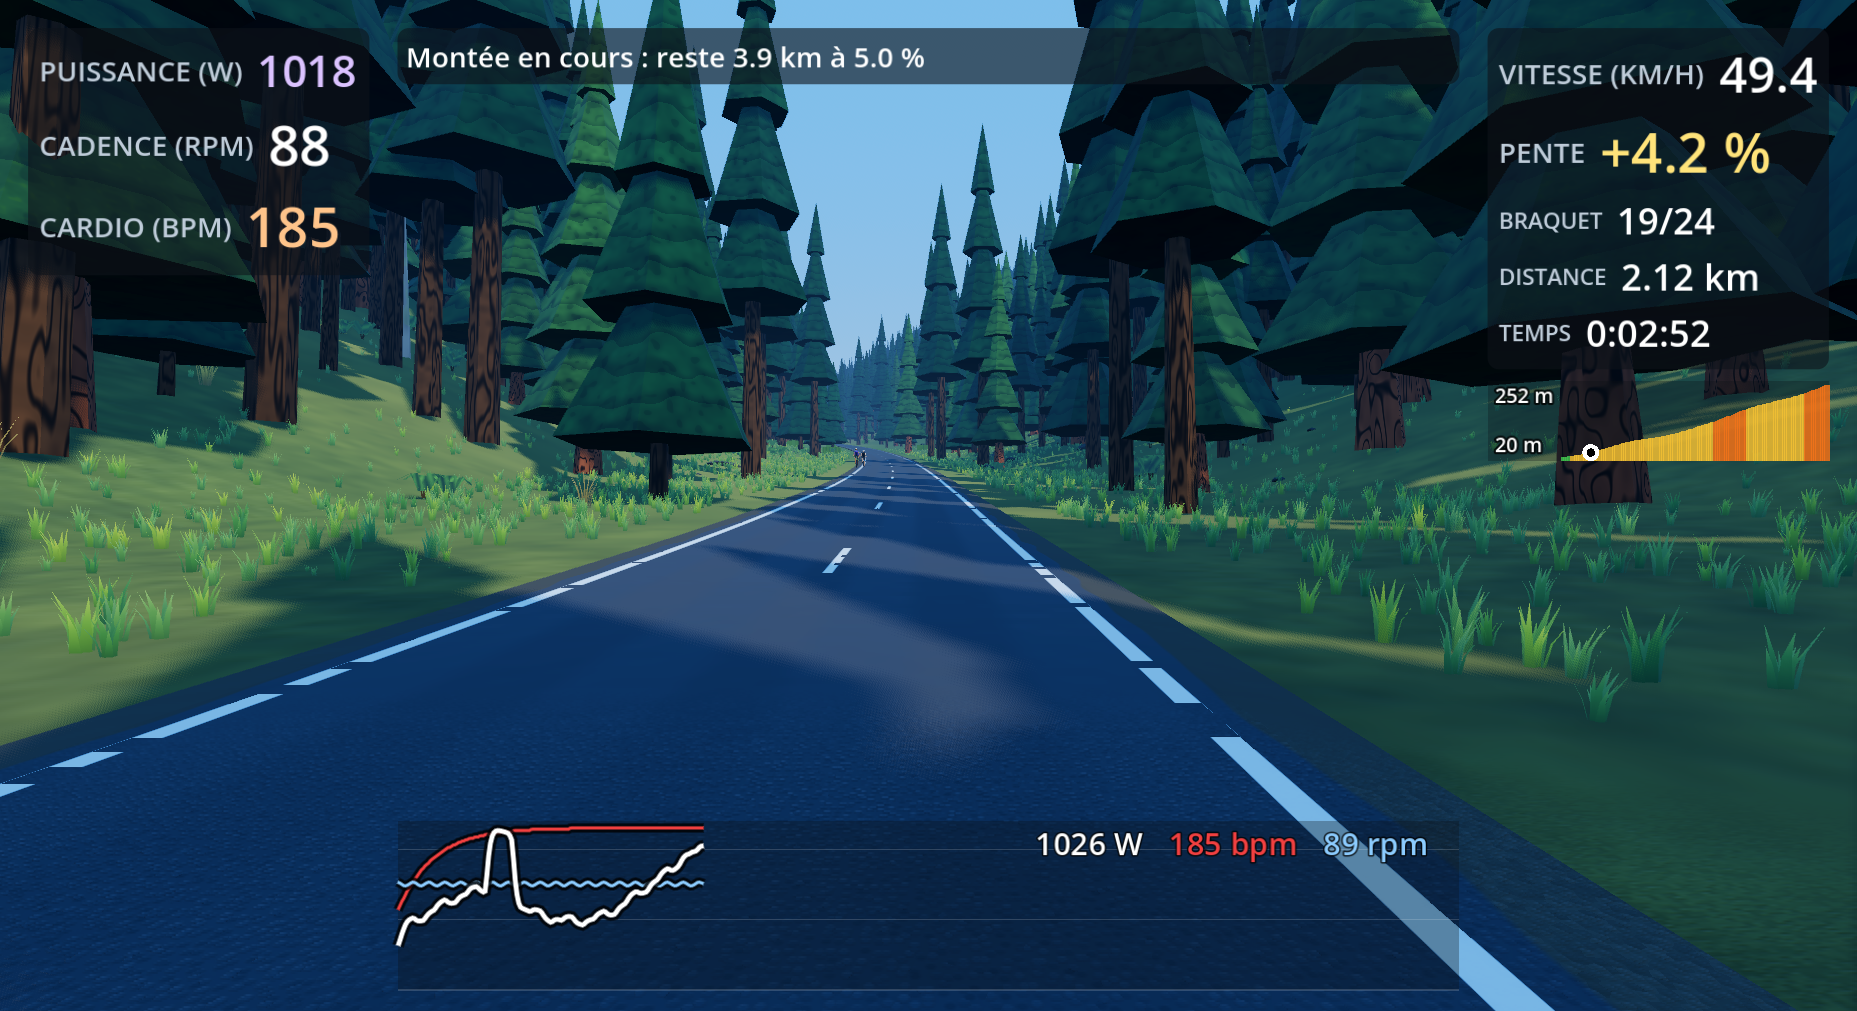 PUISSANCE (W) 1018
CADENCE (RPM) 88
CARDIO (BPM) 185
Montée en cours : reste 3.9 km à 5.0 %
VITESSE (KM/H) 49.4
PENTE +4.2 %
BRAQUET 19/24
DISTANCE 2.12 km
TEMPS 0:02:52
252 m
20 m
1026 W 185 bpm 89 rpm